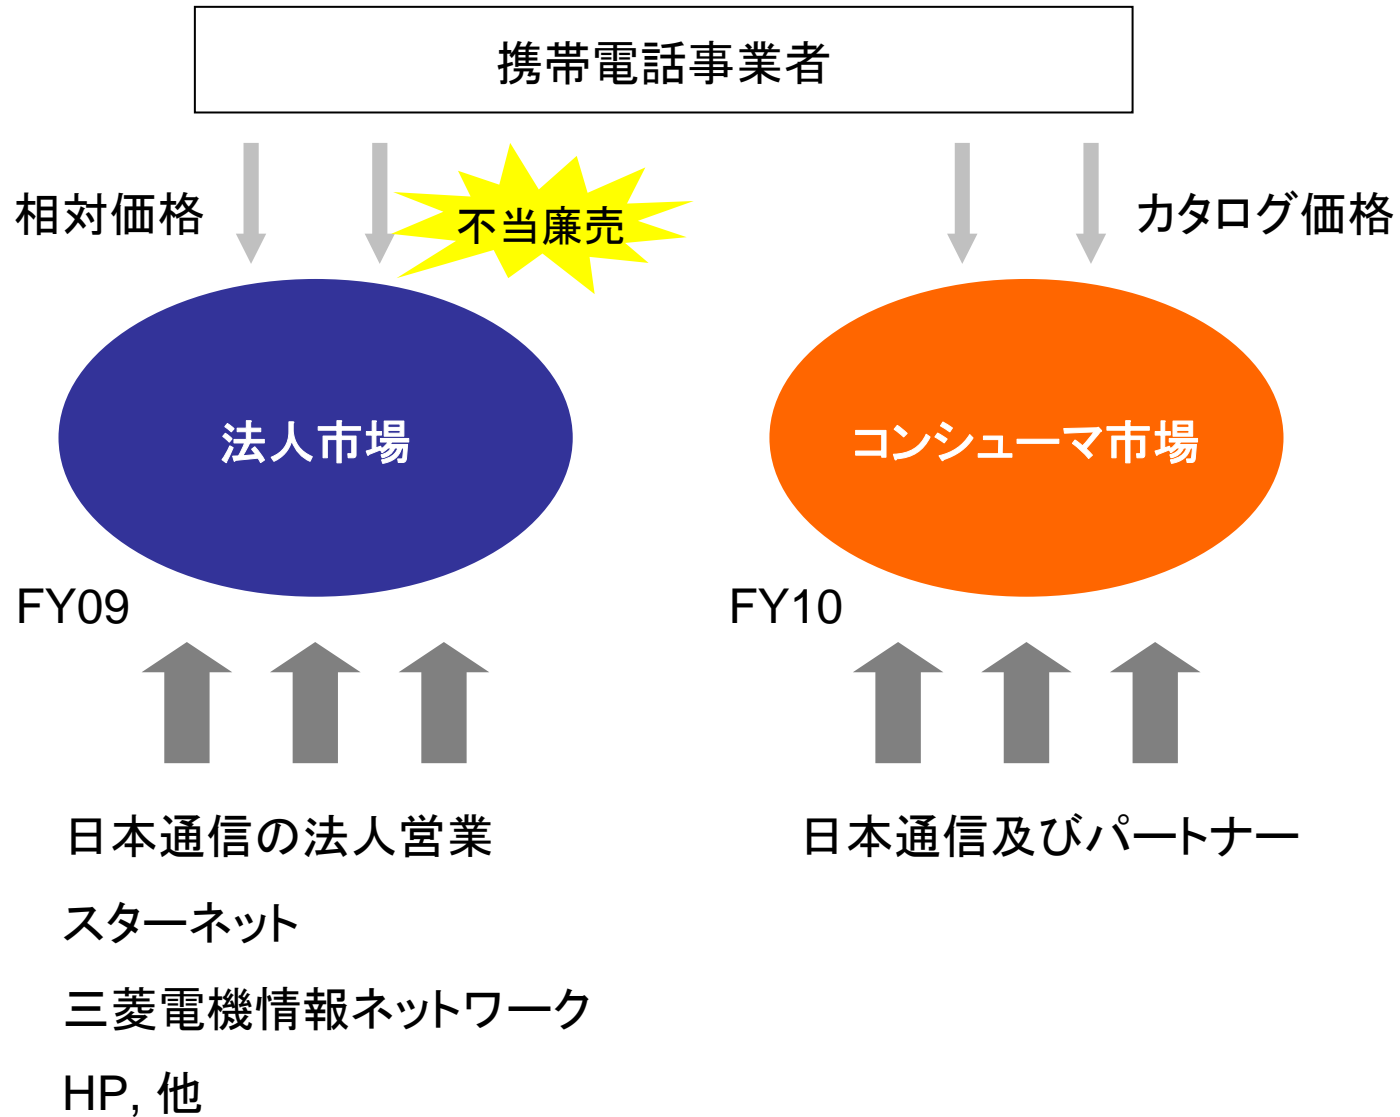 携帯電話事業者
相対価格
不当廉売
カタログ価格
法人市場
コンシューマ市場
FY09
FY10
日本通信の法人営業
日本通信及びパートナー
スターネット
三菱電機情報ネットワーク
HP, 他